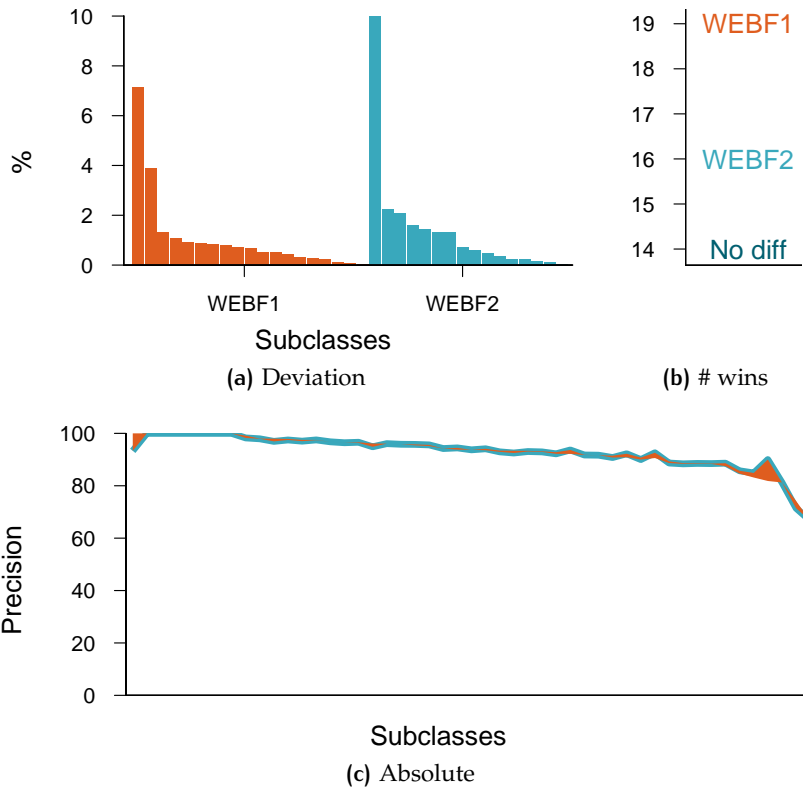 10
8
6
4
2
0
%
WEBF1 WEBF2
Subclasses
(a) Deviation
19
18
17
16
15
14
WEBF1
WEBF2
No diff
(b) # wins
100
80
60
40
20
0
Precision
Subclasses
(c) Absolute